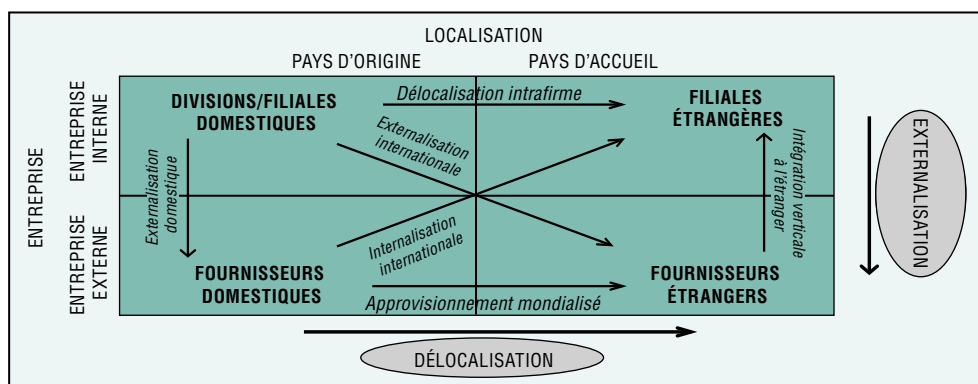 LOCALISATION
PAYS D'ORIGINE
PAYS D'ACCUEIL
ENTREPRISE
ENTREPRISE
INTERNE
DIVISIONS/FILIALES
DOMESTIQUES
Délocalisation intrafirme
FILIALES
ÉTRANGÈRES
Externalisation
domestique
Externalisation
internationale
Intégration verticale
à l'étranger
EXTERNALISATION
ENTREPRISE
EXTERNE
Internalisation
internationale
FOURNISSEURS
DOMESTIQUES
FOURNISSEURS
ÉTRANGERS
Approvisionnement mondialisé
DÉLOCALISATION